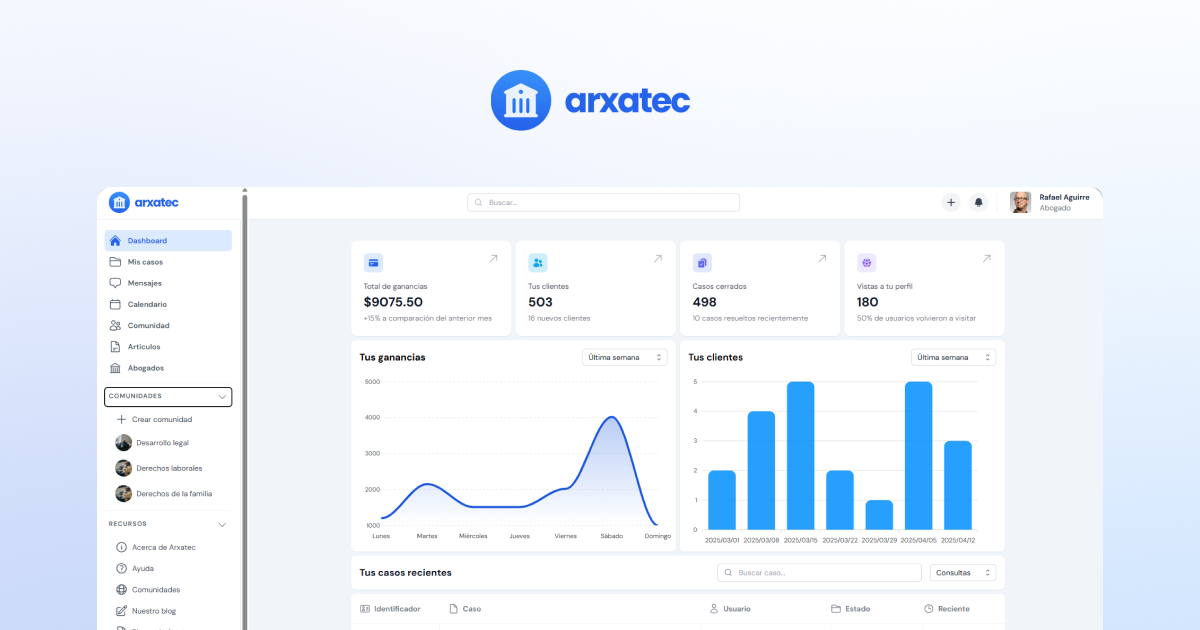 arxatec
arxatec
Buscar...
Rafael Aguirre
Abogado
Dashboard
Mis casos
Mensajes
Calendario
Comunidad
Artículos
Abogados
COMUNIDADES
Crear comunidad
Desarrollo legal
Derechos laborales
Derechos de la familia
RECURSOS
Acerca de Arxatec
Ayuda
Comunidades
Nuestro blog
Total de ganancias
$9075.50
+15% a comparación del anterior mes
Tus clientes
503
16 nuevos clientes
Casos cerrados
498
10 casos resueltos recientemente
Vistas a tu perfil
180
50% de usuarios volvieron a visitar
Tus ganancias
Última semana
5000
4000
3000
2000
1000
Lunes Martes Miércoles Jueves Viernes Sábado Domingo
Tus clientes
Última semana
5
4
3
2
1
0
2025/03/01 2025/03/08 2025/03/15 2025/03/22 2025/03/29 2025/04/05 2025/04/12
Tus casos recientes
Buscar caso...
Consultas
Identificador Caso Usuario Estado Reciente